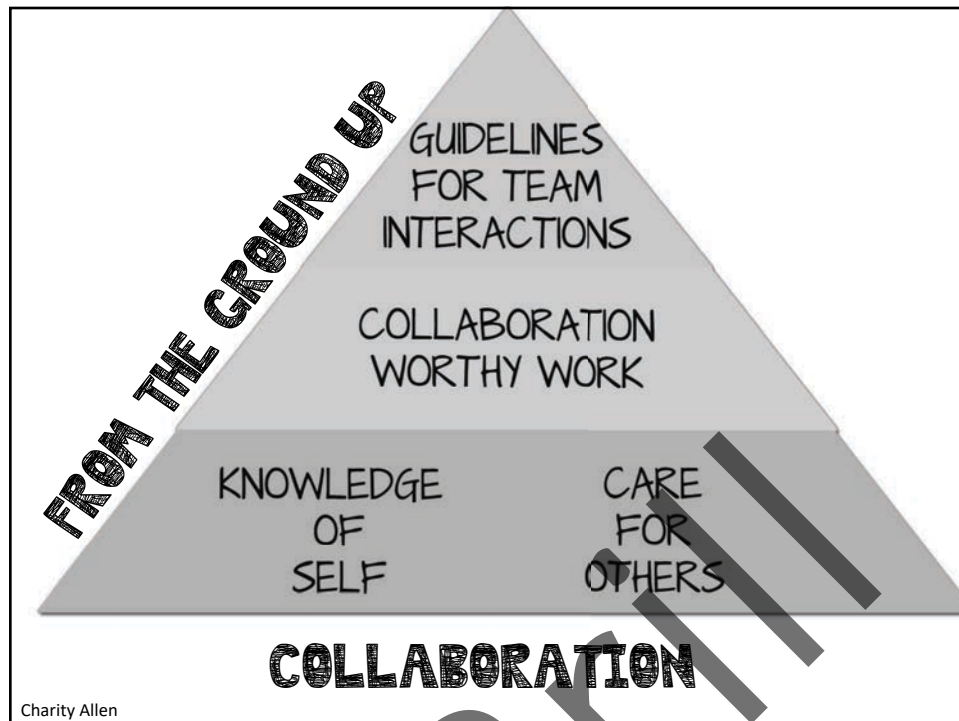 FROM THE GROUND UP
GUIDELINES
FOR TEAM
INTERACTIONS
COLLABORATION
WORTHY WORK
KNOWLEDGE
OF
SELF
CARE
FOR
OTHERS
COLLABORATION
Charity Allen